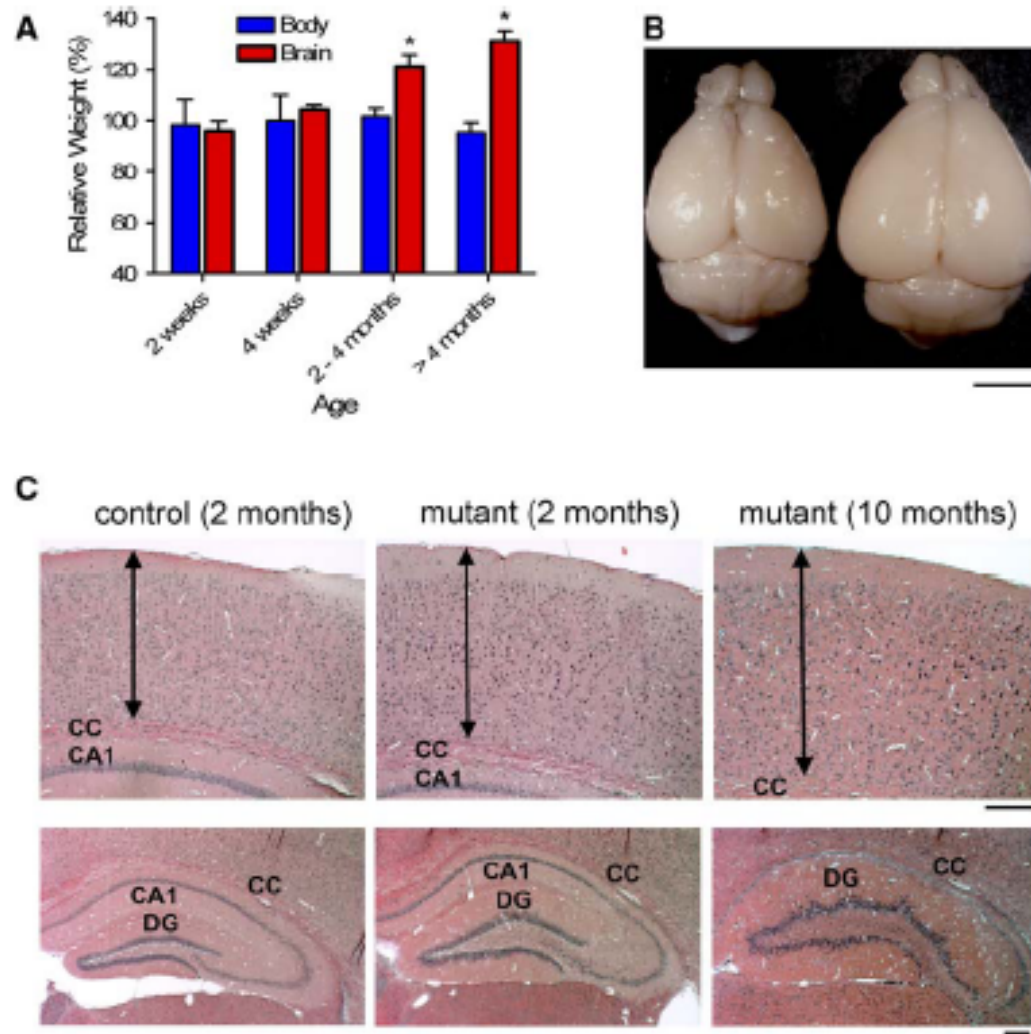 A
140
120
100
80
60
40
Relative Weight (%)
Body
Brain
*
*
2 weeks
4 weeks
2 - 4 months
> 4 months
Age
B
C
control (2 months)
mutant (2 months)
mutant (10 months)
CC
CA1
CC
CA1
CC
CA1
DG
CC
CA1
DG
CC
DG
CC